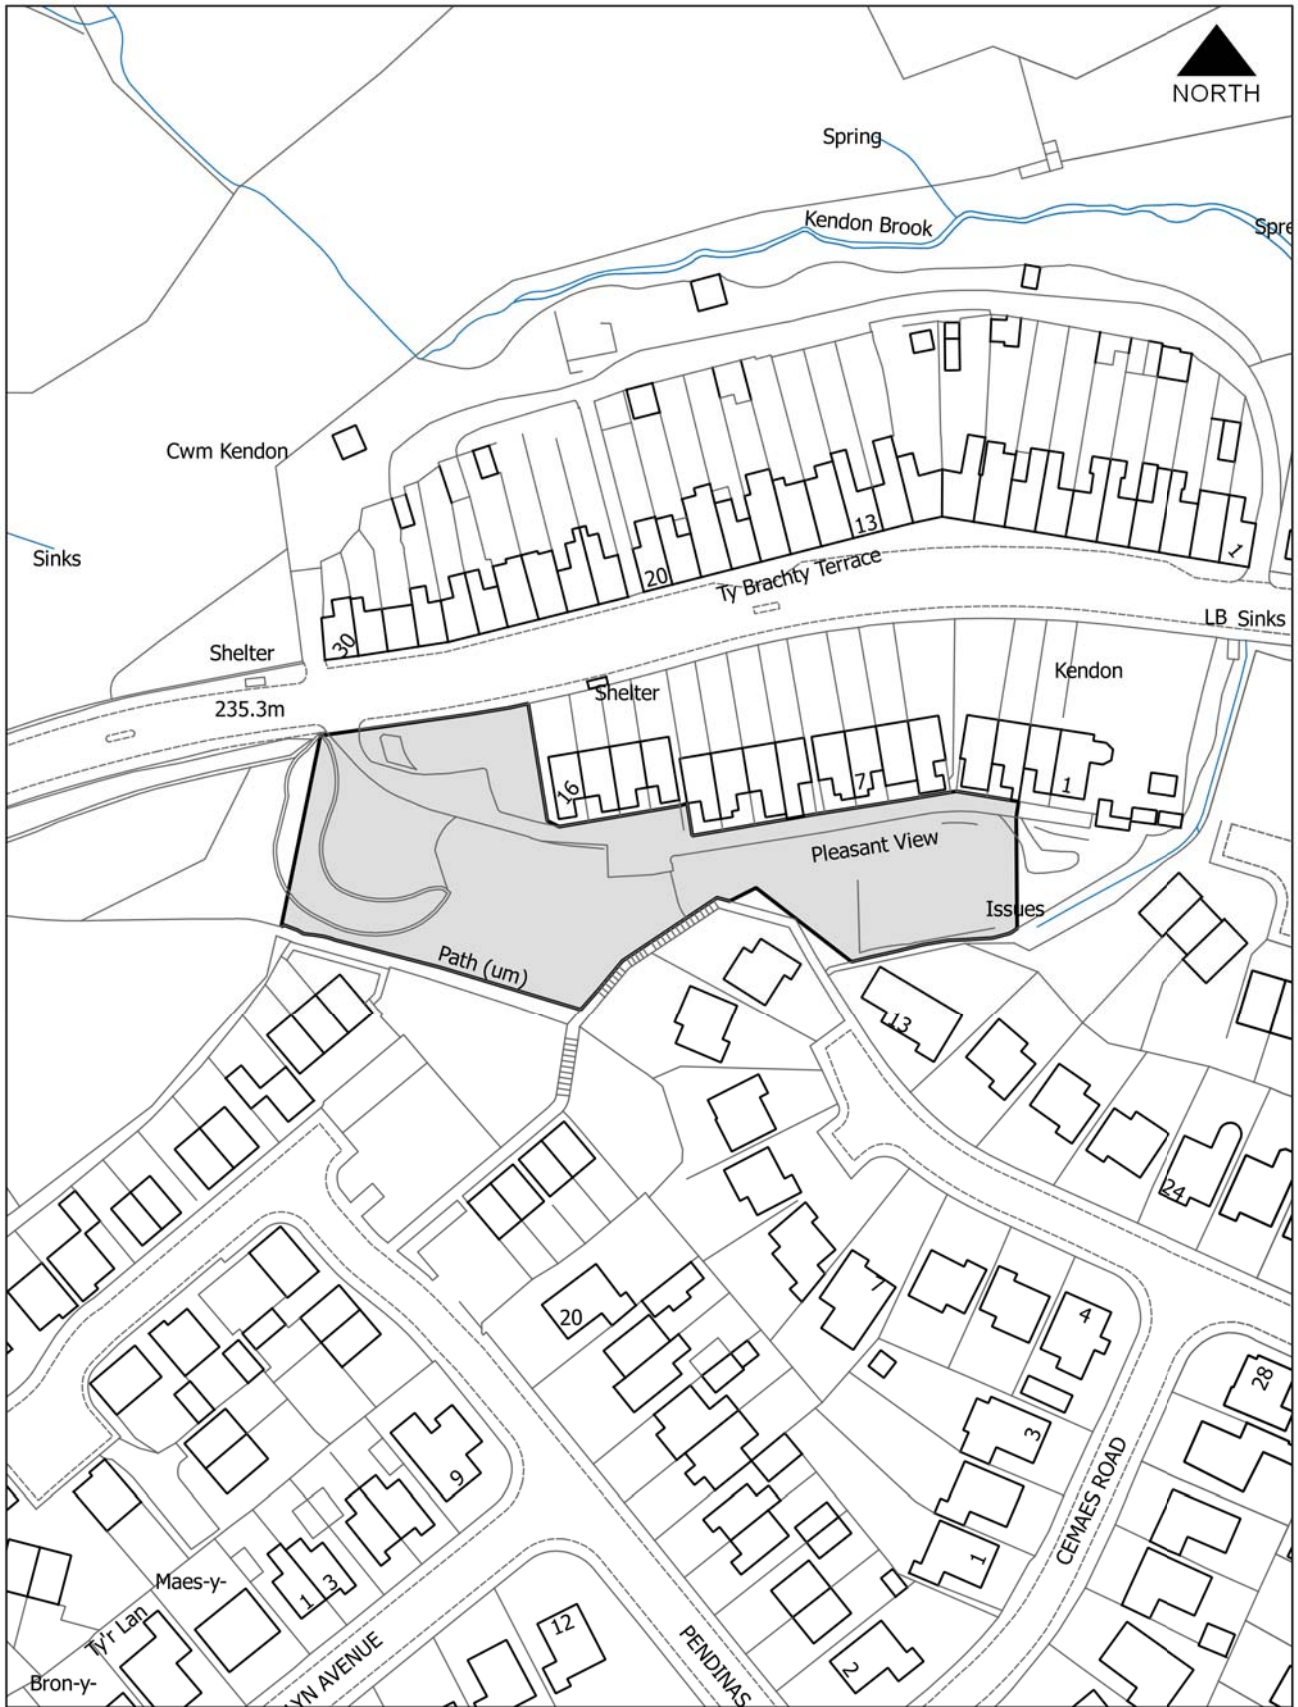 NORTH
Spring
Kendon Brook
Cwm Kendon
Sinks
13
1
20
Ty Brachty Terrace
30
LB Sinks
Shelter
Shelter
Kendon
235.3m
16
7
1
Pleasant View
Issues
Path (um)
13
24
20
7
4
28
3
9
CEMAES ROAD
1
Maes-y-
1
3
Ty'r Lan
12
PENDINAS
2
LYN AVENUE
Bron-y-